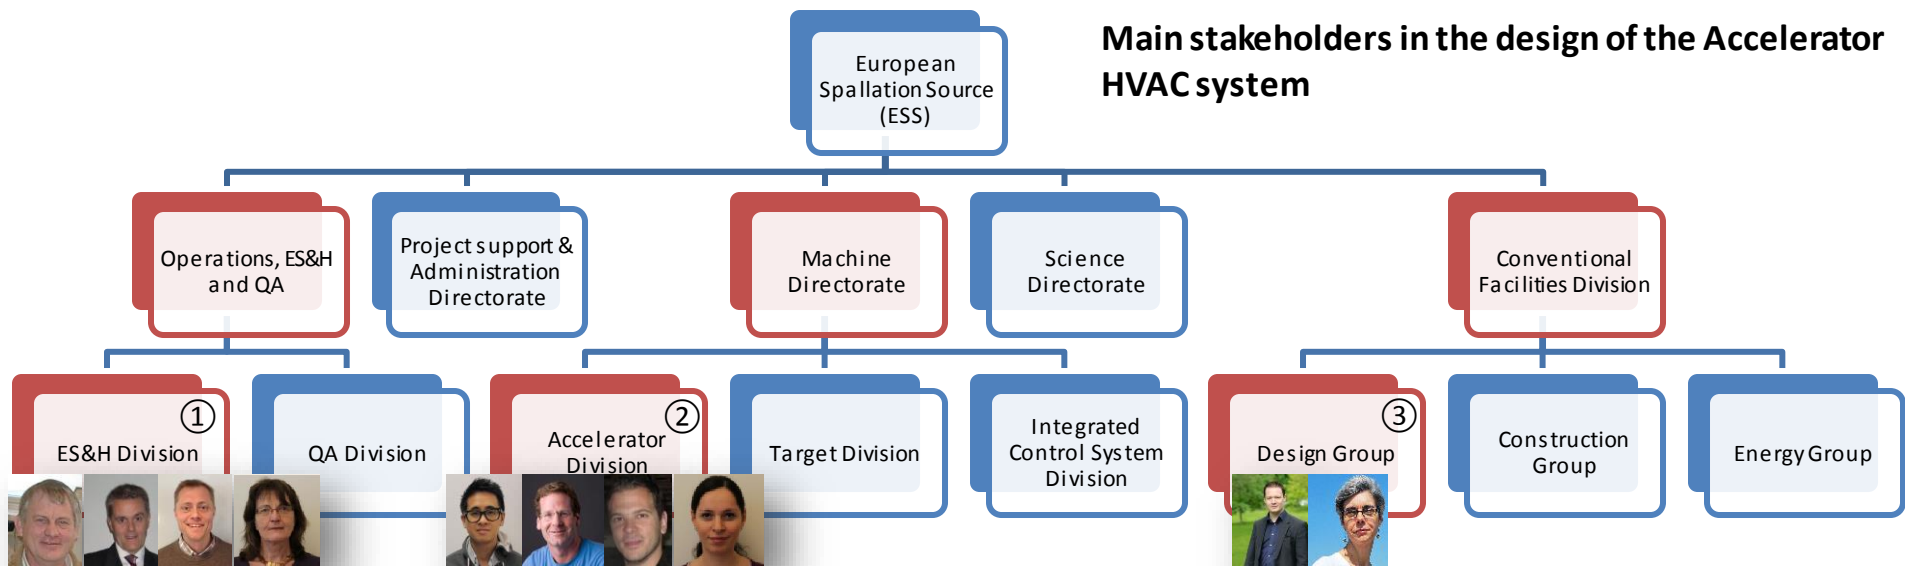 Main stakeholders in the design of the Accelerator
HVAC system
European
Spallation Source
(ESS)
Operations, ES&H
and QA
Project support &
Administration
Directorate
Machine
Directorate
Science
Directorate
Conventional
Facilities Division
①
ES&H Division
QA Division
②
Accelerator
Division
Target Division
Integrated
Control System
Division
③
Design Group
Construction
Group
Energy Group